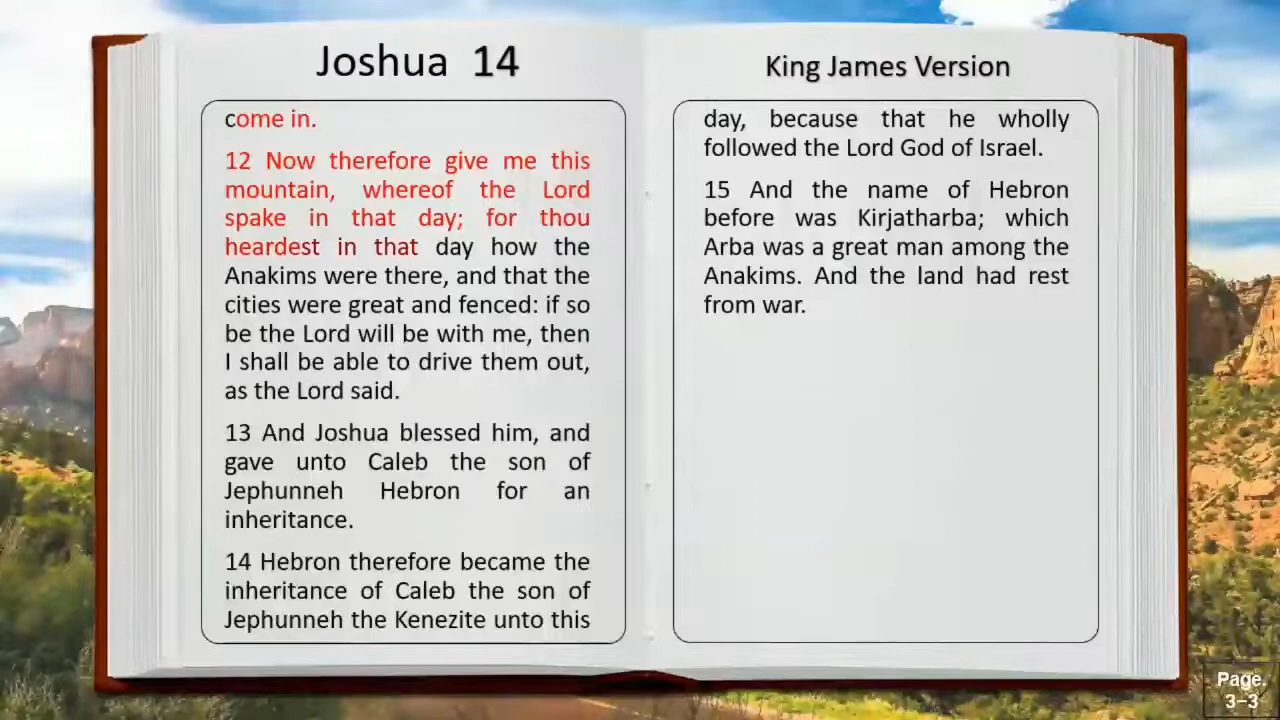 Joshua 14
come in.
12 Now therefore give me this
mountain, whereof the Lord
spake in that day; for thou
heardest in that day how the
Anakims were there, and that the
cities were great and fenced: if so
be the Lord will be with me, then
I shall be able to drive them out,
as the Lord said.
13 And Joshua blessed him, and
gave unto Caleb the son of
Jephunneh Hebron for an
inheritance.
14 Hebron therefore became the
inheritance of Caleb the son of
Jephunneh the Kenezite unto this
King James Version
day, because that he wholly
followed the Lord God of Israel.
15 And the name of Hebron
before was Kirjatharba; which
Arba was a great man among the
Anakims. And the land had rest
from war.
Page.
3-3